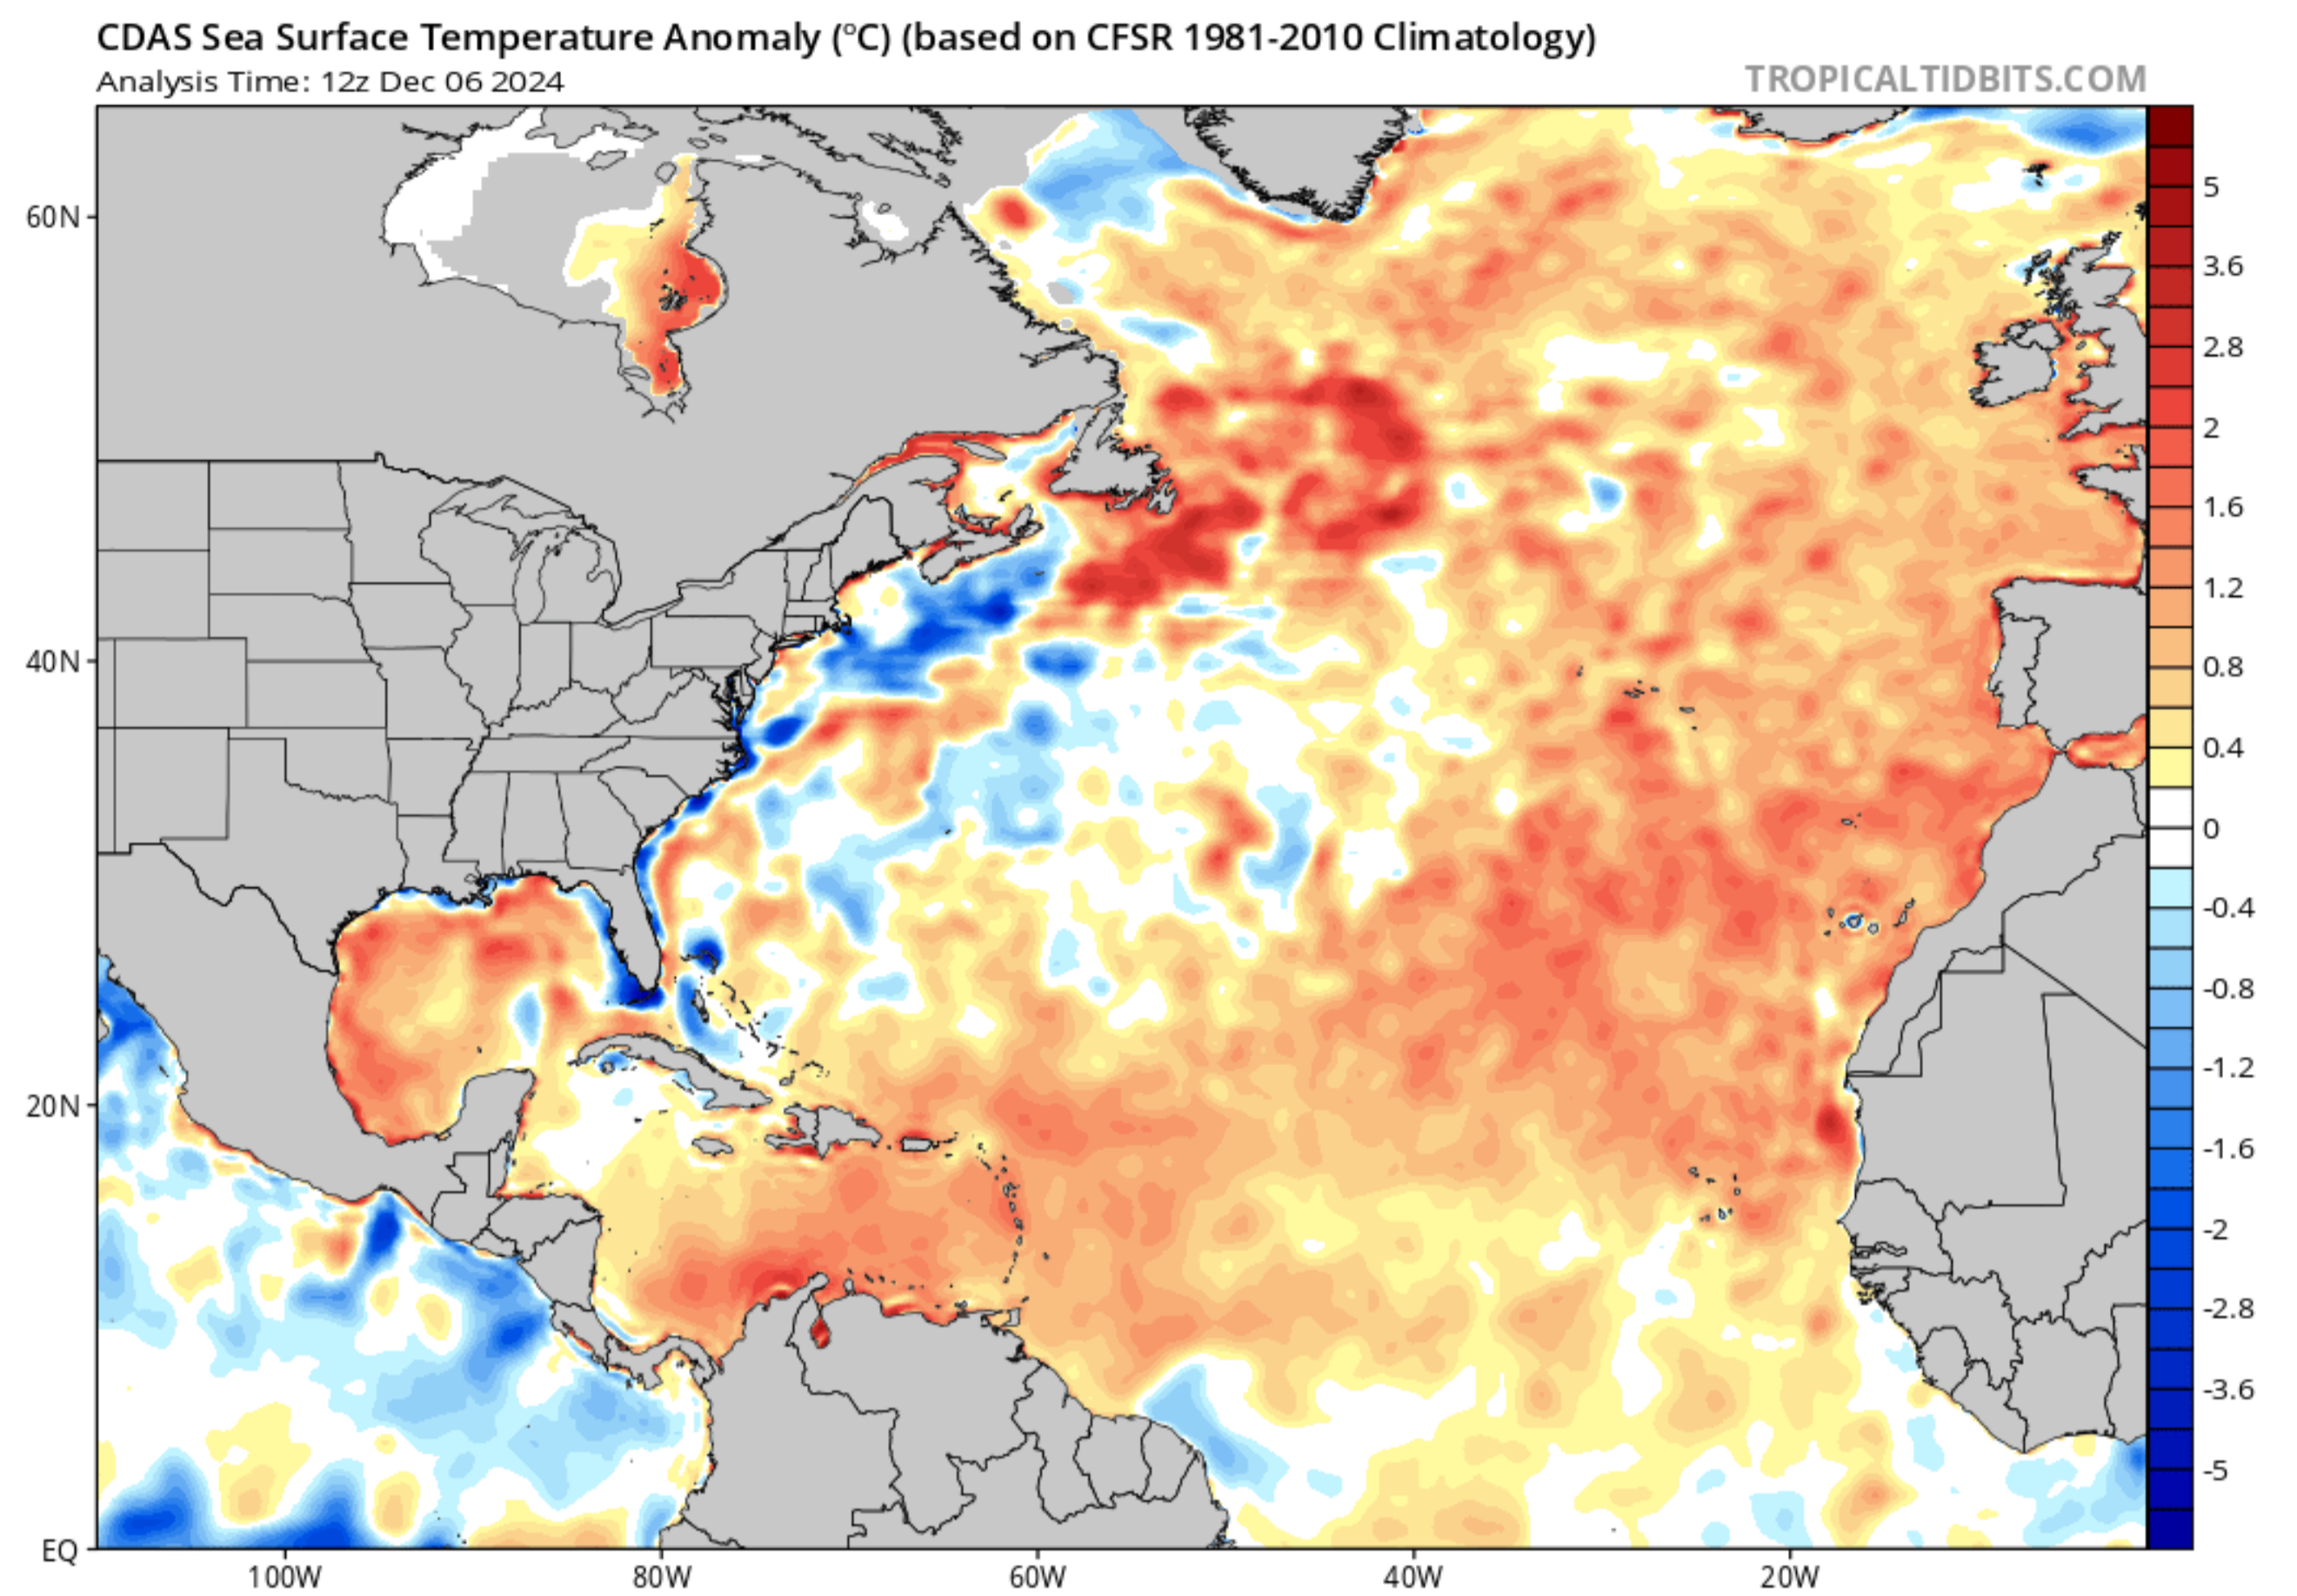 CDAS Sea Surface Temperature Anomaly (°C) (based on CFSR 1981-2010 Climatology)
Analysis Time: 12z Dec 06 2024
TROPICALTIDBITS.COM
60N
40N
20N
EQ
100W
80W
60W
40W
20W
5
3.6
2.8
2
1.6
1.2
0.8
0.4
0
-0.4
-0.8
-1.2
-1.6
-2
-2.8
-3.6
-5